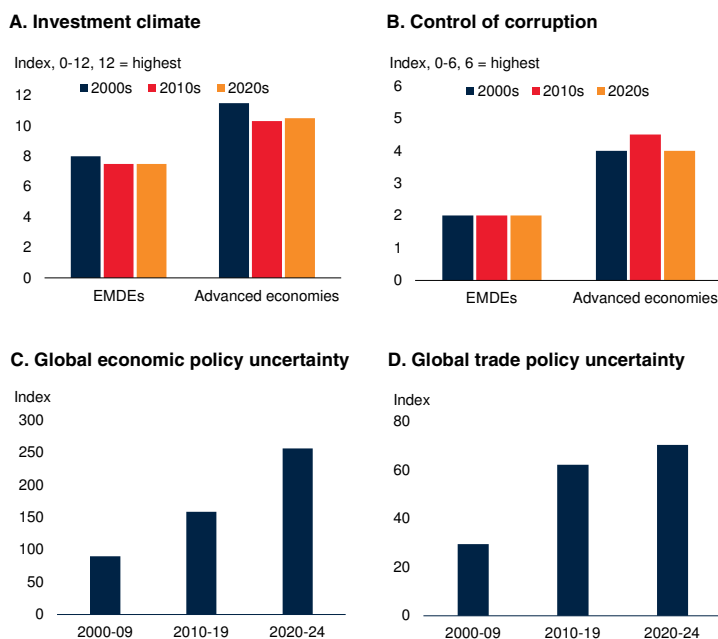 A. Investment climate
Index, 0-12, 12 = highest
2000s 2010s 2020s
12
10
8
6
4
2
0
EMDEs Advanced economies
B. Control of corruption
Index, 0-6, 6 = highest
6
2000s 2010s 2020s
5
4
3
2
1
0
EMDEs Advanced economies
C. Global economic policy uncertainty
Index
300
250
200
150
100
50
0
2000-09 2010-19 2020-24
D. Global trade policy uncertainty
Index
80
60
40
20
0
2000-09 2010-19 2020-24